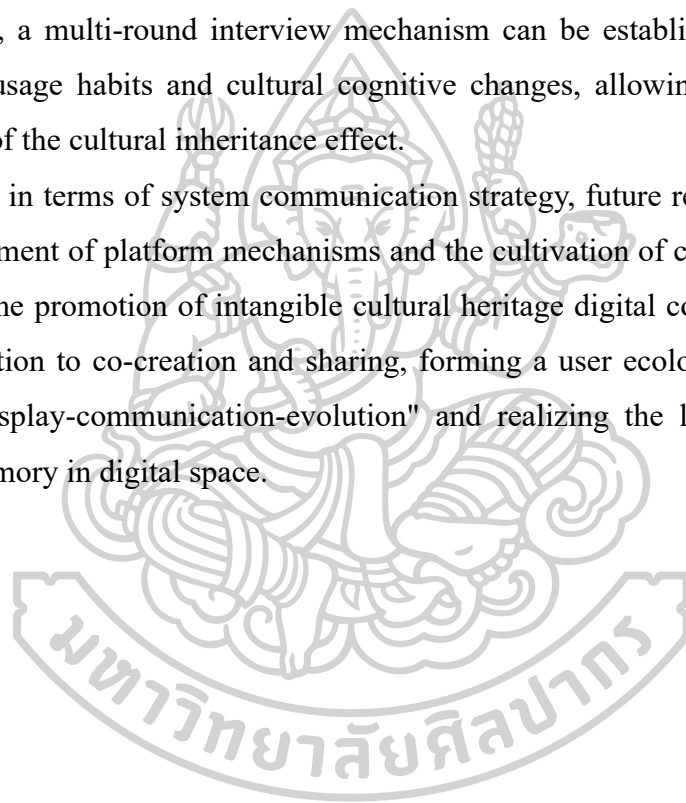 , a multi-round interview mechanism can be establi
usage habits and cultural cognitive changes, allowin
of the cultural inheritance effect.
in terms of system communication strategy, future re
ment of platform mechanisms and the cultivation of c
he promotion of intangible cultural heritage digital co
tion to co-creation and sharing, forming a user ecolo
splay-communication-evolution" and realizing the l
mory in digital space.
มหาวิทยาลัยศิลปากร